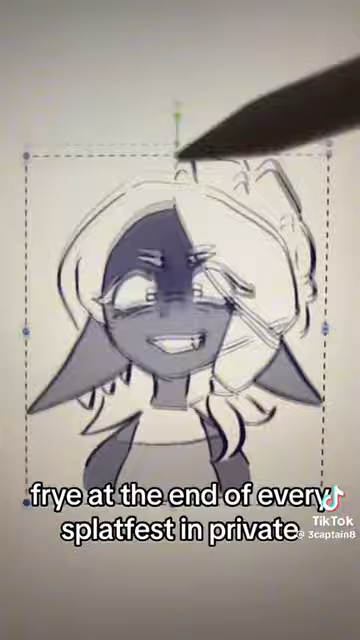 frye at the end of every
splatfest in private
TikTok
@ 3captain8